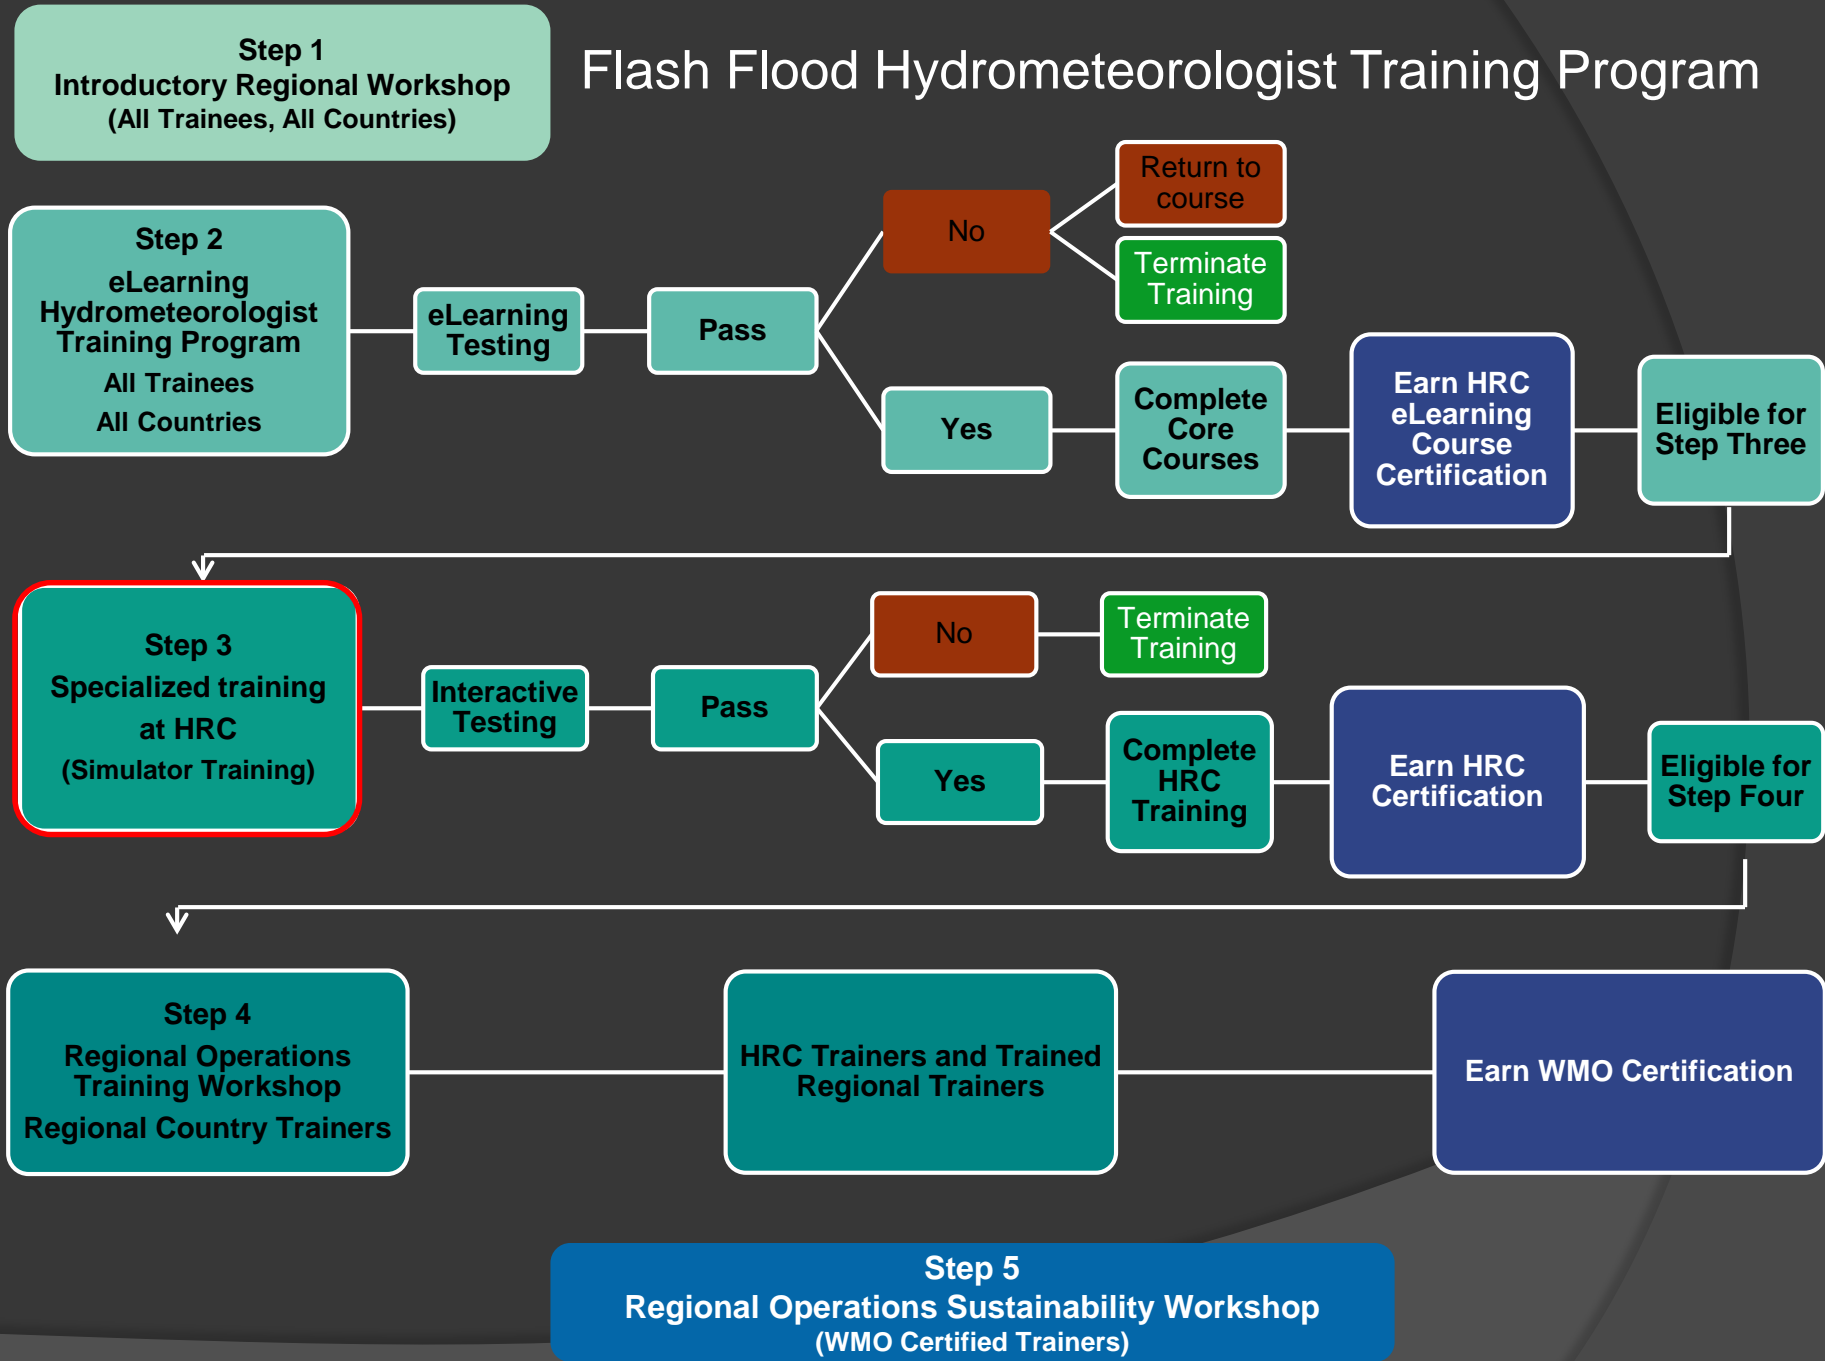 Step 1
Introductory Regional Workshop
(All Trainees, All Countries)
Flash Flood Hydrometeorologist Training Program
Step 2
eLearning
Hydrometeorologist
Training Program
All Trainees
All Countries
eLearning
Testing
Pass
No
Return to
course
Terminate
Training
Yes
Complete
Core
Courses
Earn HRC
eLearning
Course
Certification
Eligible for
Step Three
Step 3
Specialized training
at HRC
(Simulator Training)
Interactive
Testing
Pass
No
Terminate
Training
Yes
Complete
HRC
Training
Earn HRC
Certification
Eligible for
Step Four
Step 4
Regional Operations
Training Workshop
Regional Country Trainers
HRC Trainers and Trained
Regional Trainers
Earn WMO Certification
Step 5
Regional Operations Sustainability Workshop
(WMO Certified Trainers)